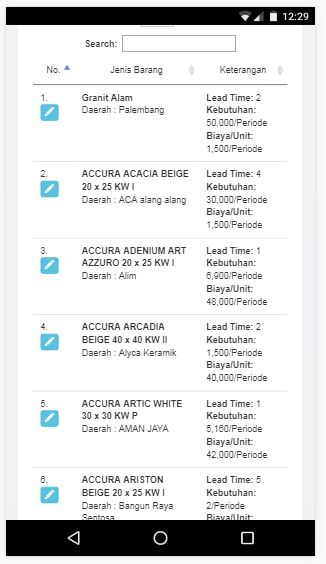 12:29
Search:
No. Jenis Barang Keterangan
1. Granit Alam Lead Time: 2
Daerah : Palembang Kebutuhan:
50,000/Periode
Biaya/Unit:
1,500/Periode
2. ACCURA ACACIA BEIGE Lead Time: 4
20 x 25 KW I Kebutuhan:
Daerah : ACA alang alang 30,000/Periode
Biaya/Unit:
1,500/Periode
3. ACCURA ADENIUM ART Lead Time: 1
AZZURO 20 x 25 KW I Kebutuhan:
Daerah : Alim 6,900/Periode
Biaya/Unit:
48,000/Periode
4. ACCURA ARCADIA Lead Time: 2
BEIGE 40 x 40 KW II Kebutuhan:
Daerah : Alyca Keramik 1,500/Periode
Biaya/Unit:
40,000/Periode
5. ACCURA ARTIC WHITE Lead Time: 1
30 x 30 KW P Kebutuhan:
Daerah : AMAN JAYA 5,160/Periode
Biaya/Unit:
42,000/Periode
6. ACCURA ARISTON Lead Time: 5
BEIGE 20 x 25 KW I Kebutuhan:
Daerah : Bangun Raya 2/Periode
Sentosa Biaya/Unit: